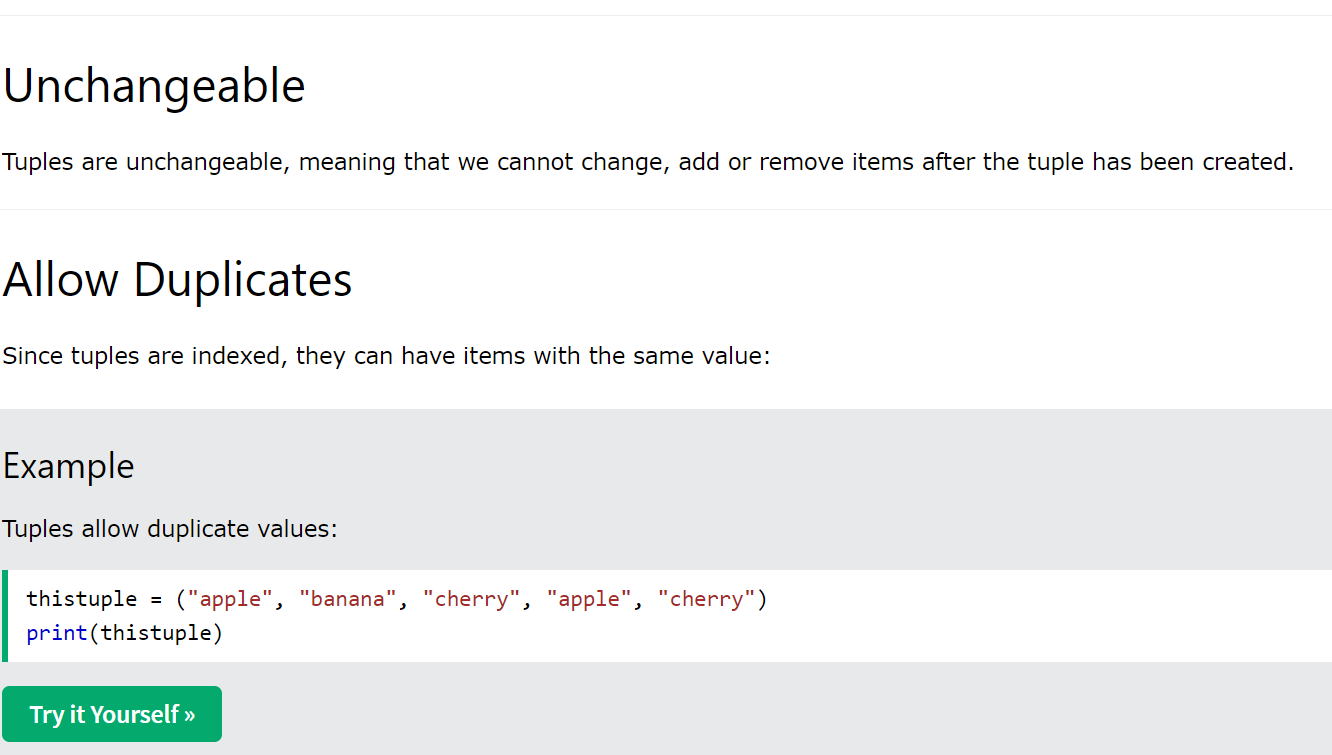 Unchangeable
Tuples are unchangeable, meaning that we cannot change, add or remove items after the tuple has been created.
Allow Duplicates
Since tuples are indexed, they can have items with the same value:
Example
Tuples allow duplicate values:
thistuple = ("apple", "banana", "cherry", "apple", "cherry")
print(thistuple)
Try it Yourself »